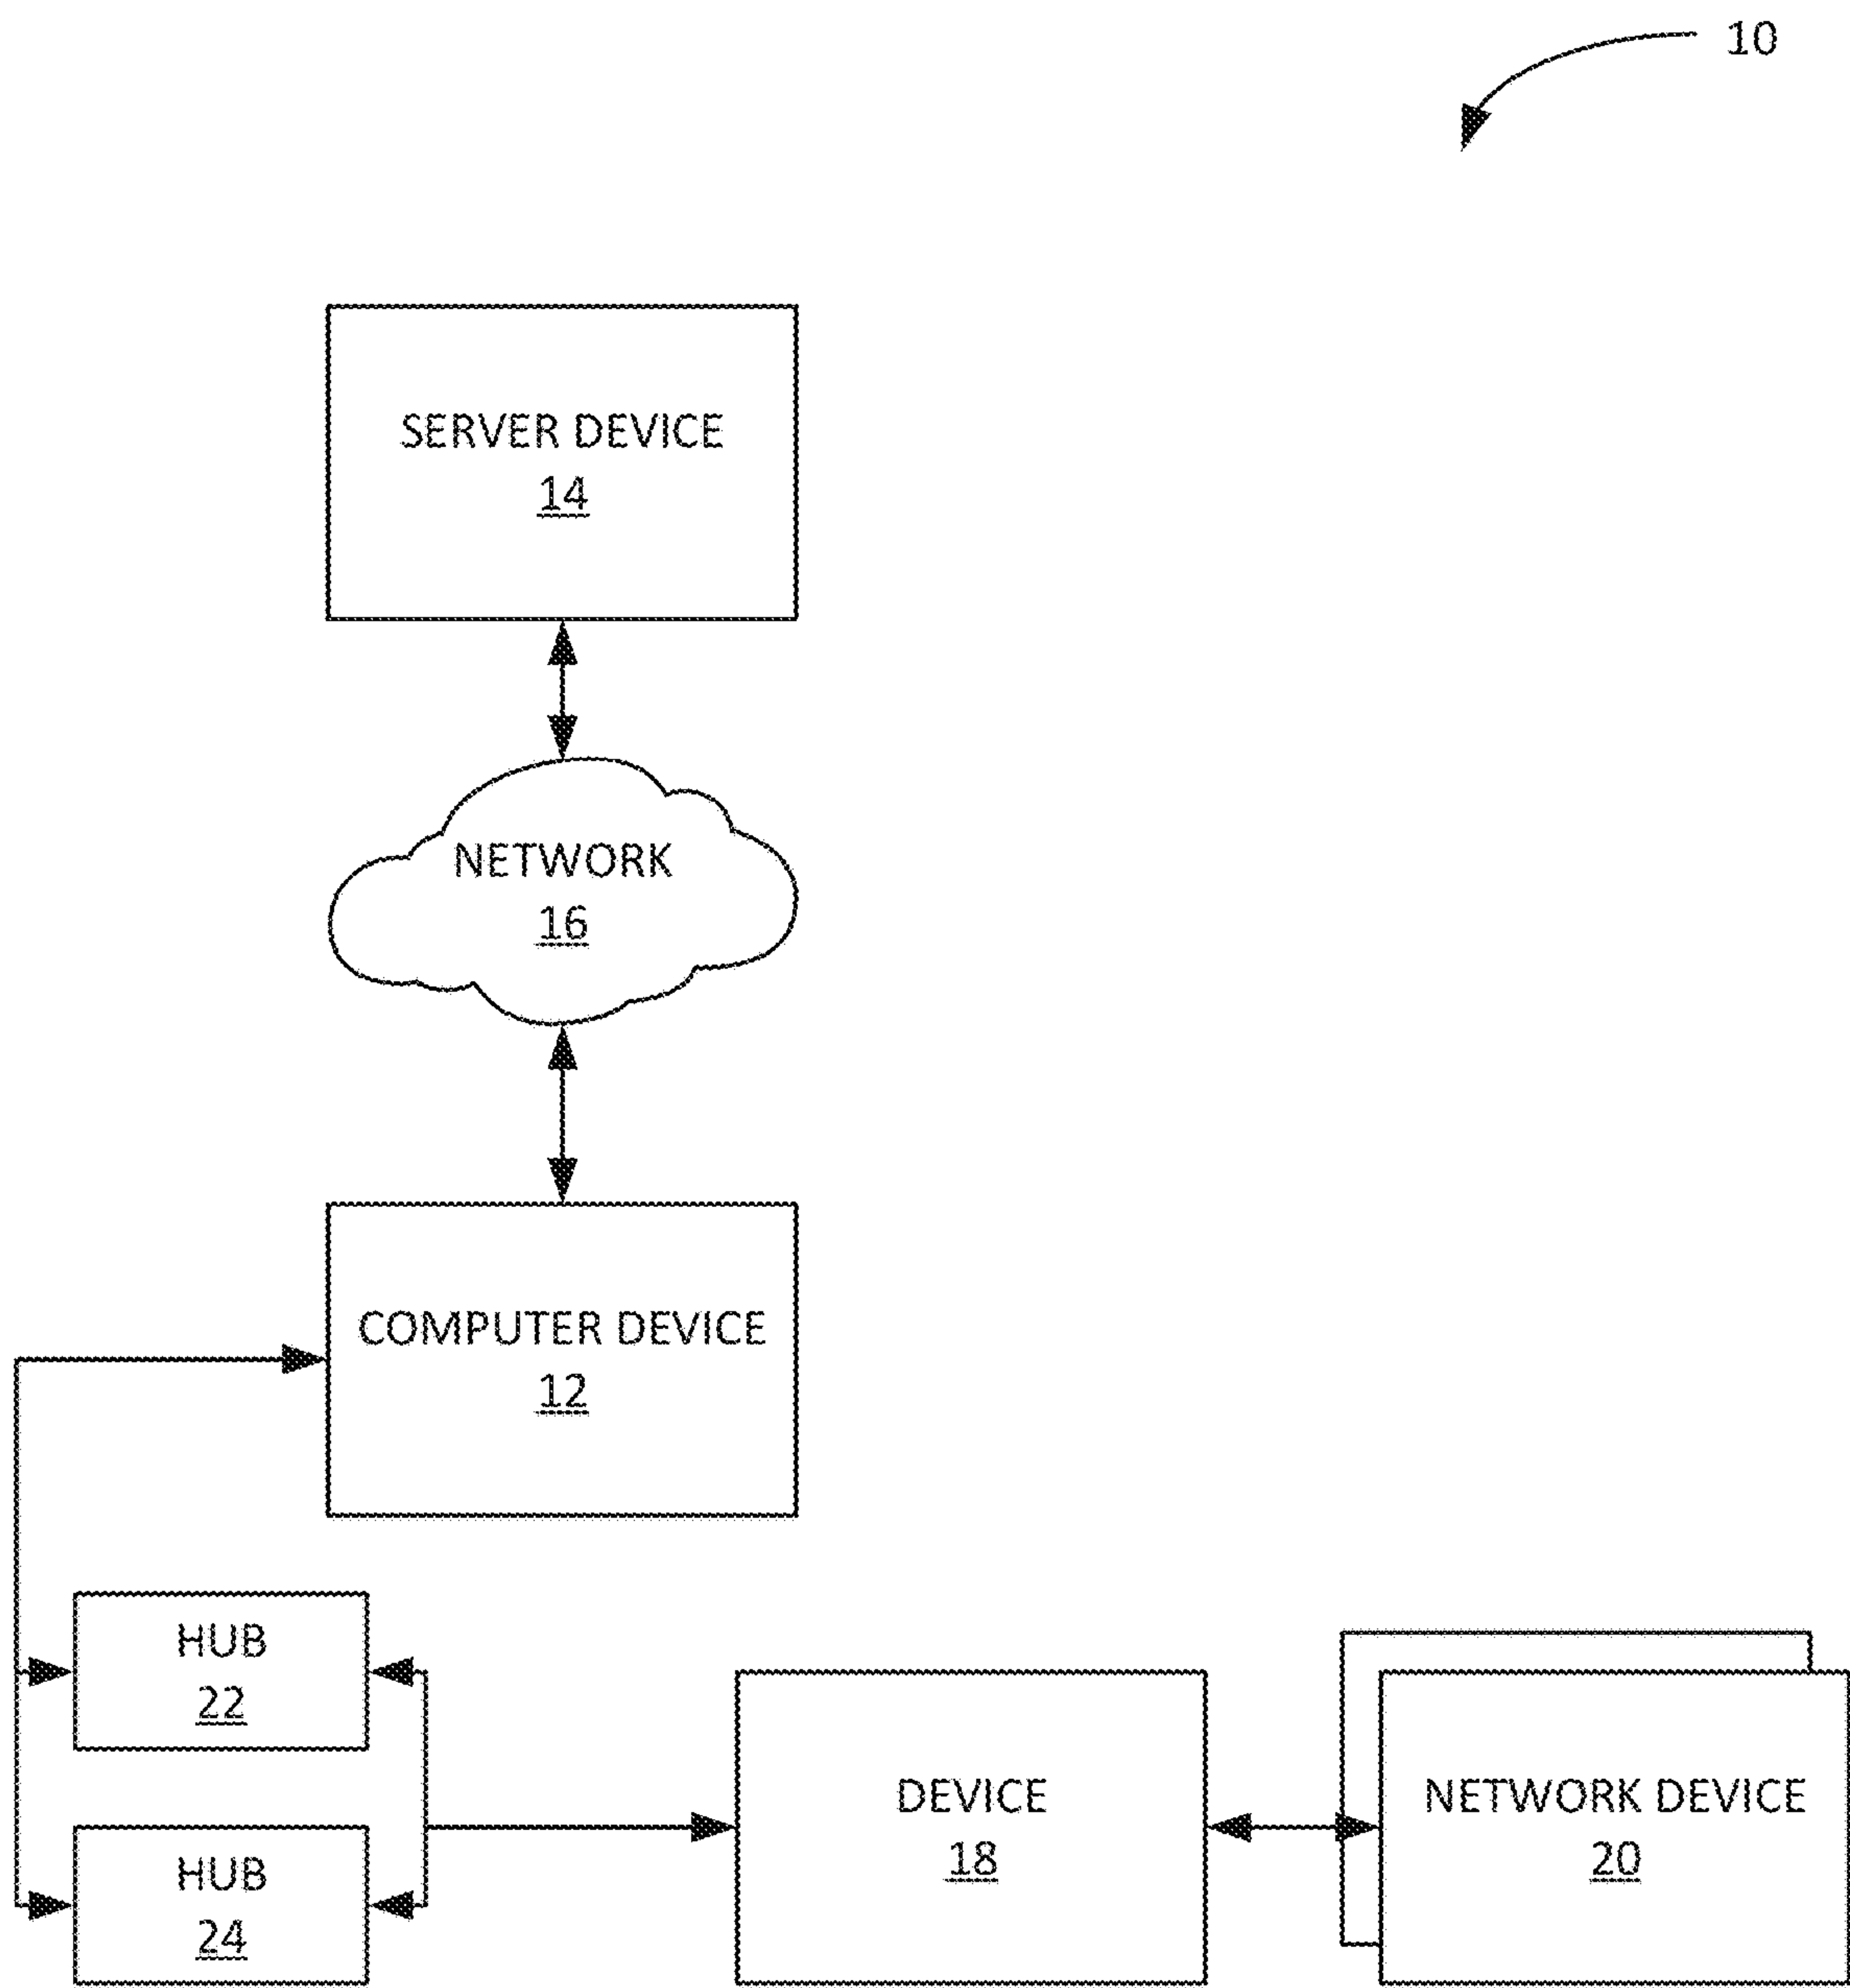 10
SERVER DEVICE
14
NETWORK
16
COMPUTER DEVICE
12
HUB
22
HUB
24
DEVICE
18
NETWORK DEVICE
20